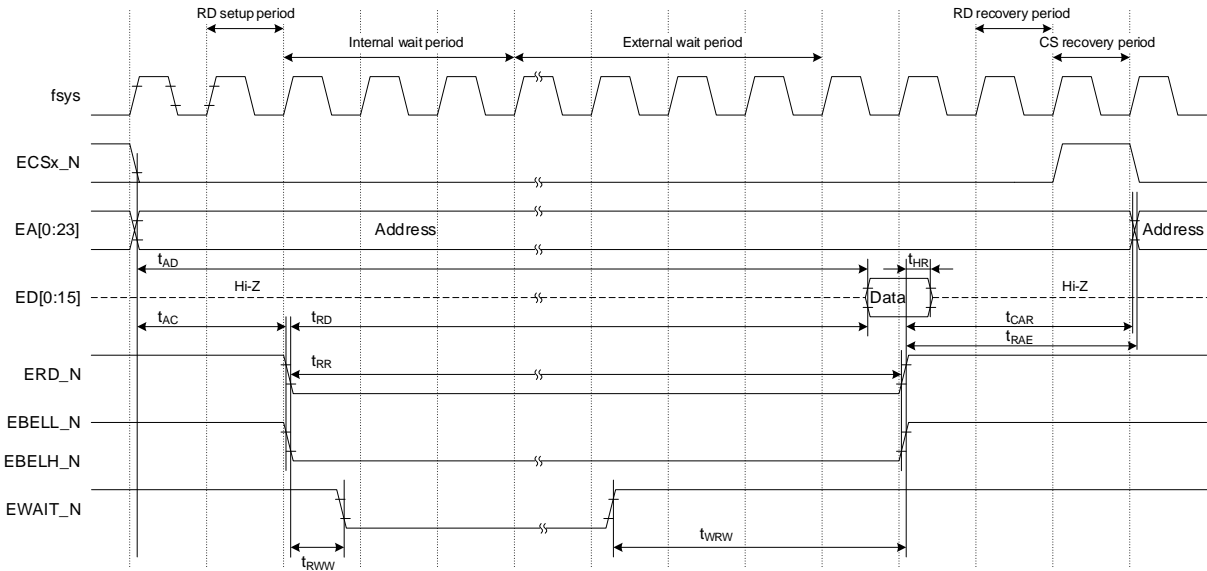 RD setup period
RD recovery period
Internal wait period
External wait period
CS recovery period
fsys
ECSx_N
EA[0:23]
Address
Address
tAD
tHR
ED[0:15]
Hi-Z
Data
Hi-Z
tAC
tRD
tCAR
tRAE
ERD_N
tRR
EBELL_N
EBELH_N
EWAIT_N
tRWW
tWRW